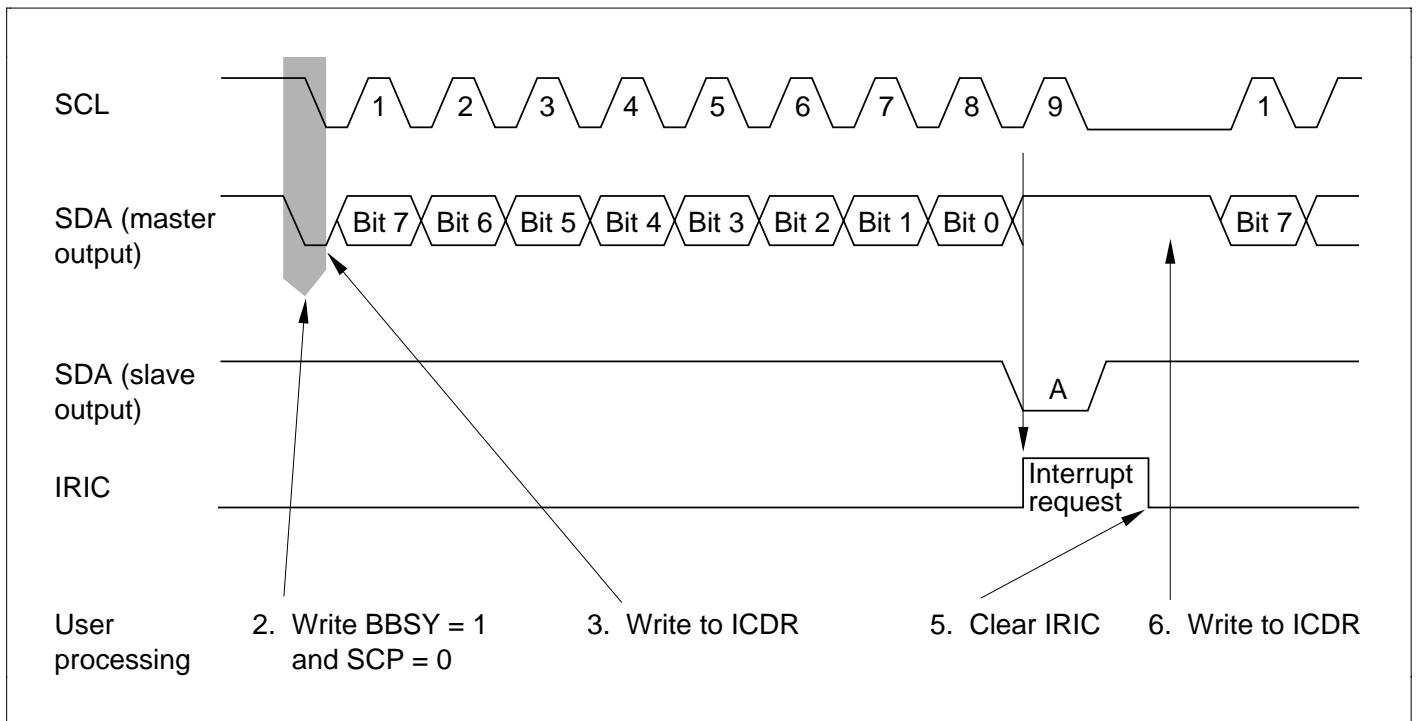 SCL
1 2 3 4 5 6 7 8 9 1
SDA (master
output)
Bit 7 Bit 6 Bit 5 Bit 4 Bit 3 Bit 2 Bit 1 Bit 0 Bit 7
SDA (slave
output)
A
IRIC
Interrupt
request
User
processing
2. Write BBSY = 1
and SCP = 0
3. Write to ICDR
5. Clear IRIC
6. Write to ICDR